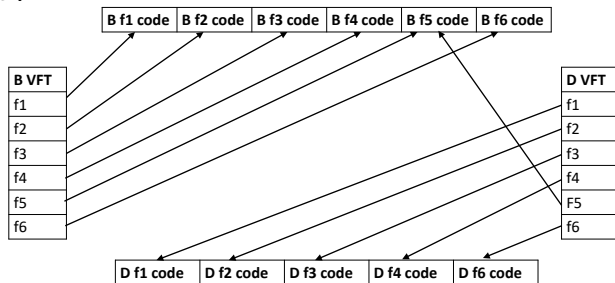 B f1 code B f2 code B f3 code B f4 code B f5 code B f6 code
B VFT
f1
f2
f3
f4
f5
f6
D VFT
f1
f2
f3
f4
F5
f6
D f1 code D f2 code D f3 code D f4 code D f6 code